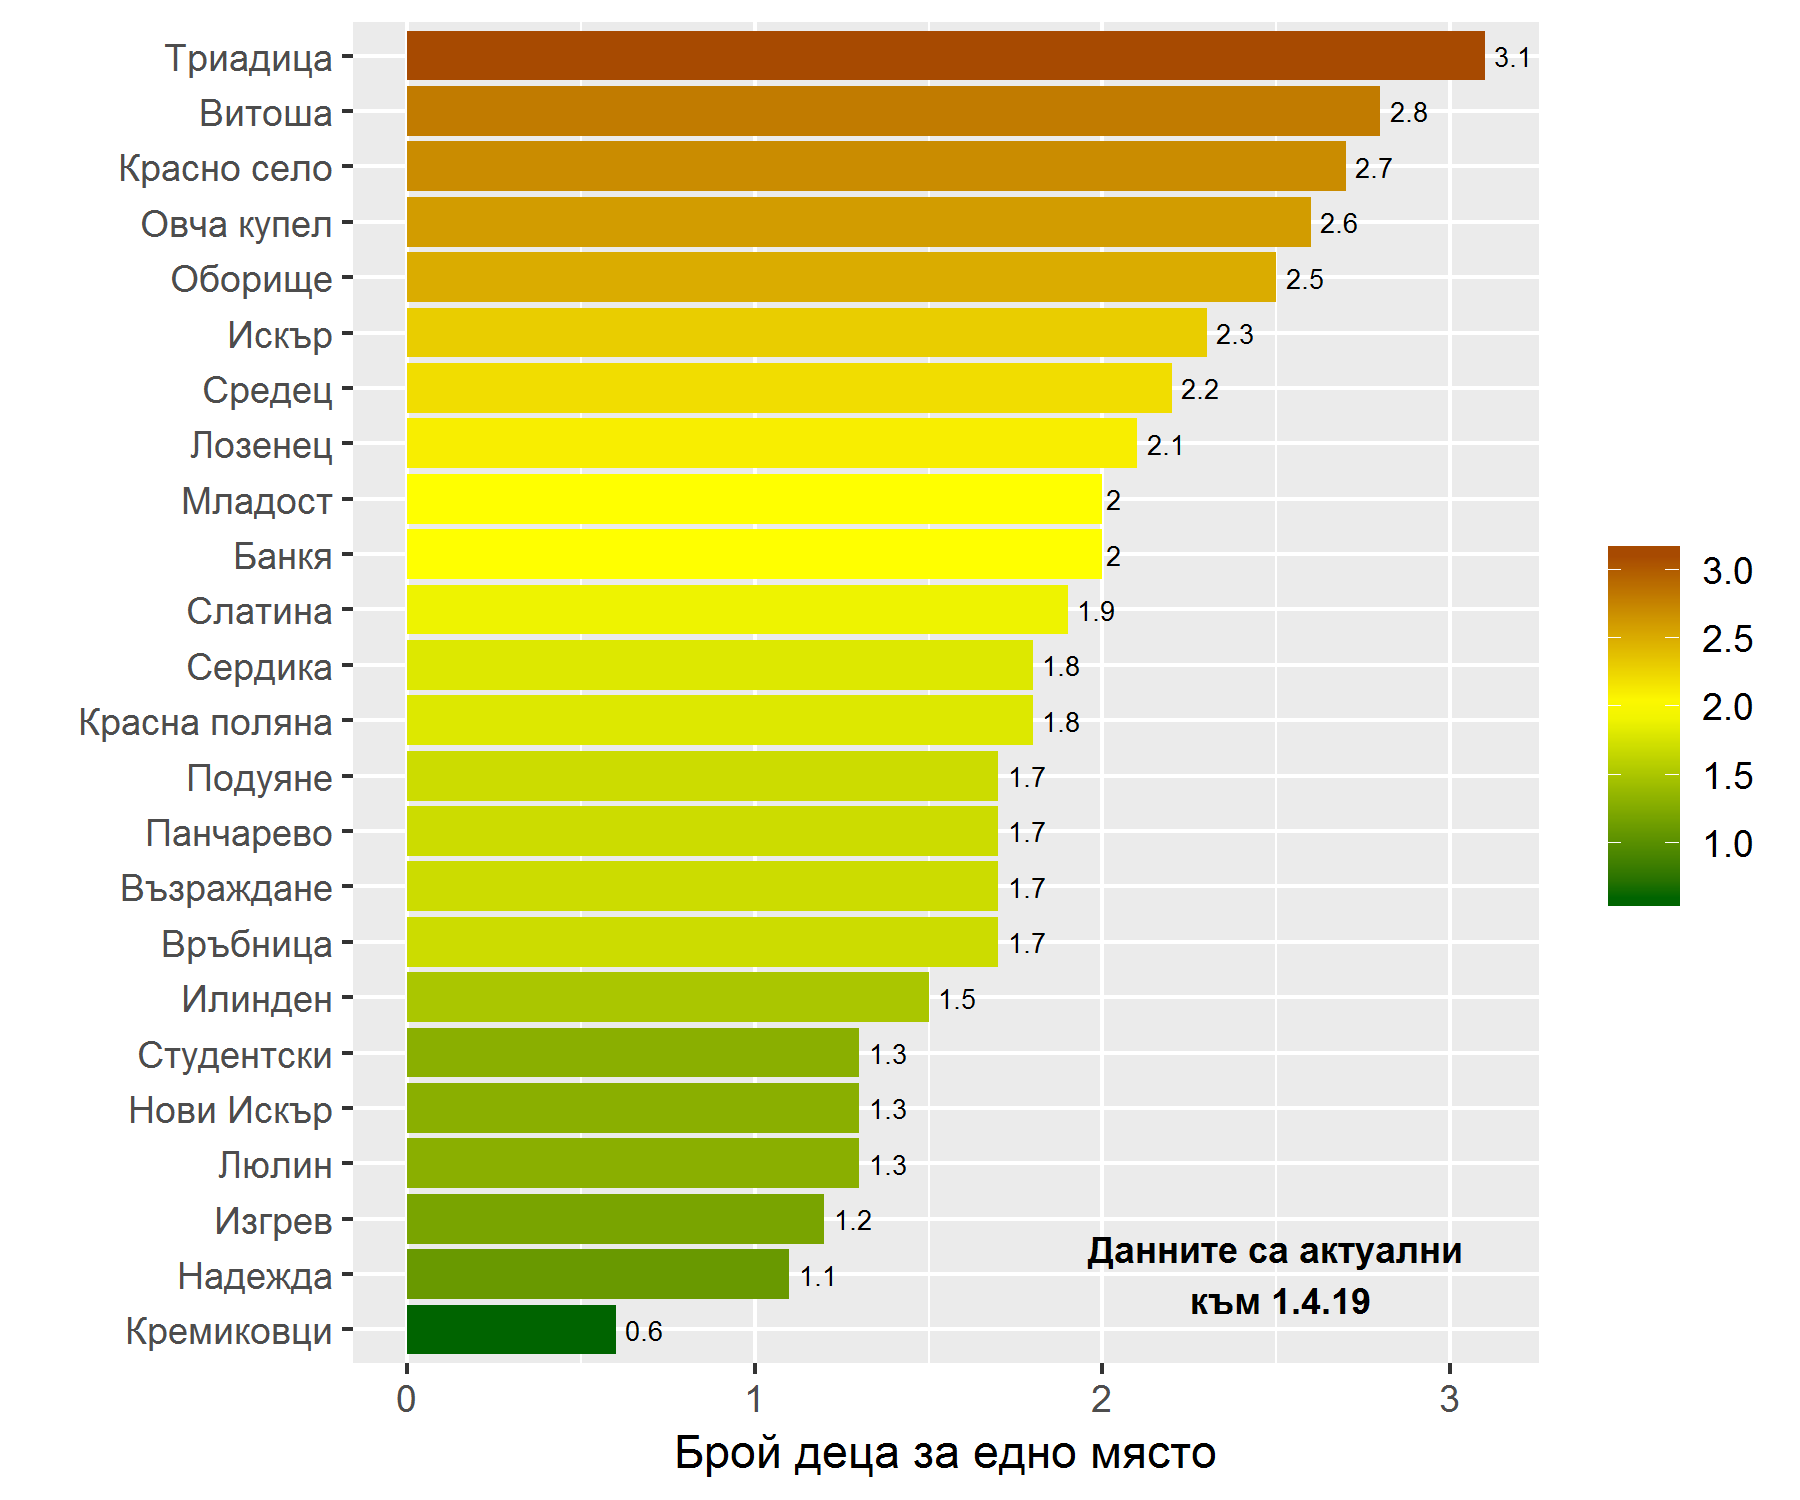 Триадица 3.1
Витоша 2.8
Красно село 2.7
Овча купел 2.6
Оборище 2.5
Искър 2.3
Средец 2.2
Лозенец 2.1
Младост 2
Банкя 2
Слатина 1.9
Сердика 1.8
Красна поляна 1.8
Подуяне 1.7
Панчарево 1.7
Възраждане 1.7
Връбница 1.7
Илинден 1.5
Студентски 1.3
Нови Искър 1.3
Люлин 1.3
Изгрев 1.2
Надежда 1.1
Кремиковци 0.6
Данните са актуални
към 1.4.19
0 1 2 3
Брой деца за едно място
3.0
2.5
2.0
1.5
1.0